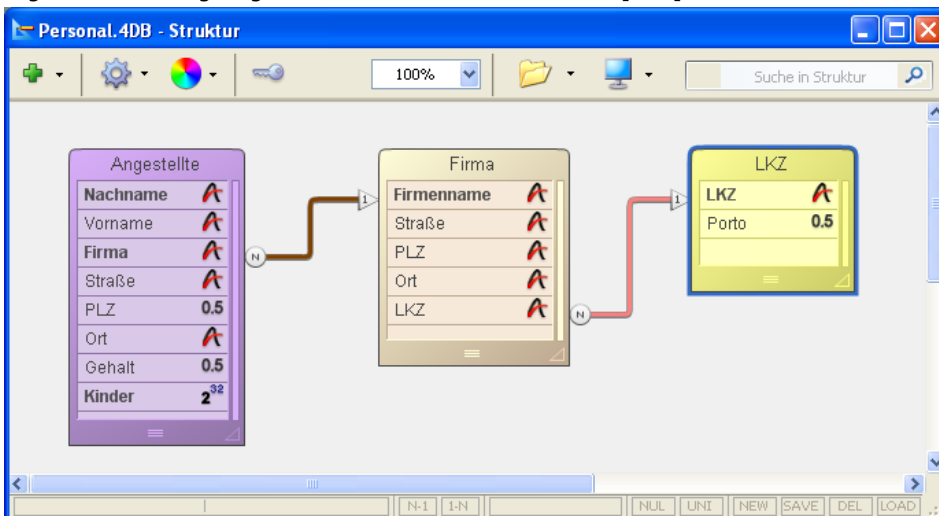 Personal.4DB - Struktur
100%
Suche in Struktur
Angestellte
Nachname
Vorname
Firma
Straße
PLZ 0.5
Ort
Gehalt 0.5
Kinder 2^32
N
1
Firma
Firmenname
Straße
PLZ
Ort
LKZ
N
1
LKZ
LKZ
Porto 0.5
N-1 1-N NUL UNI NEW SAVE DEL LOAD